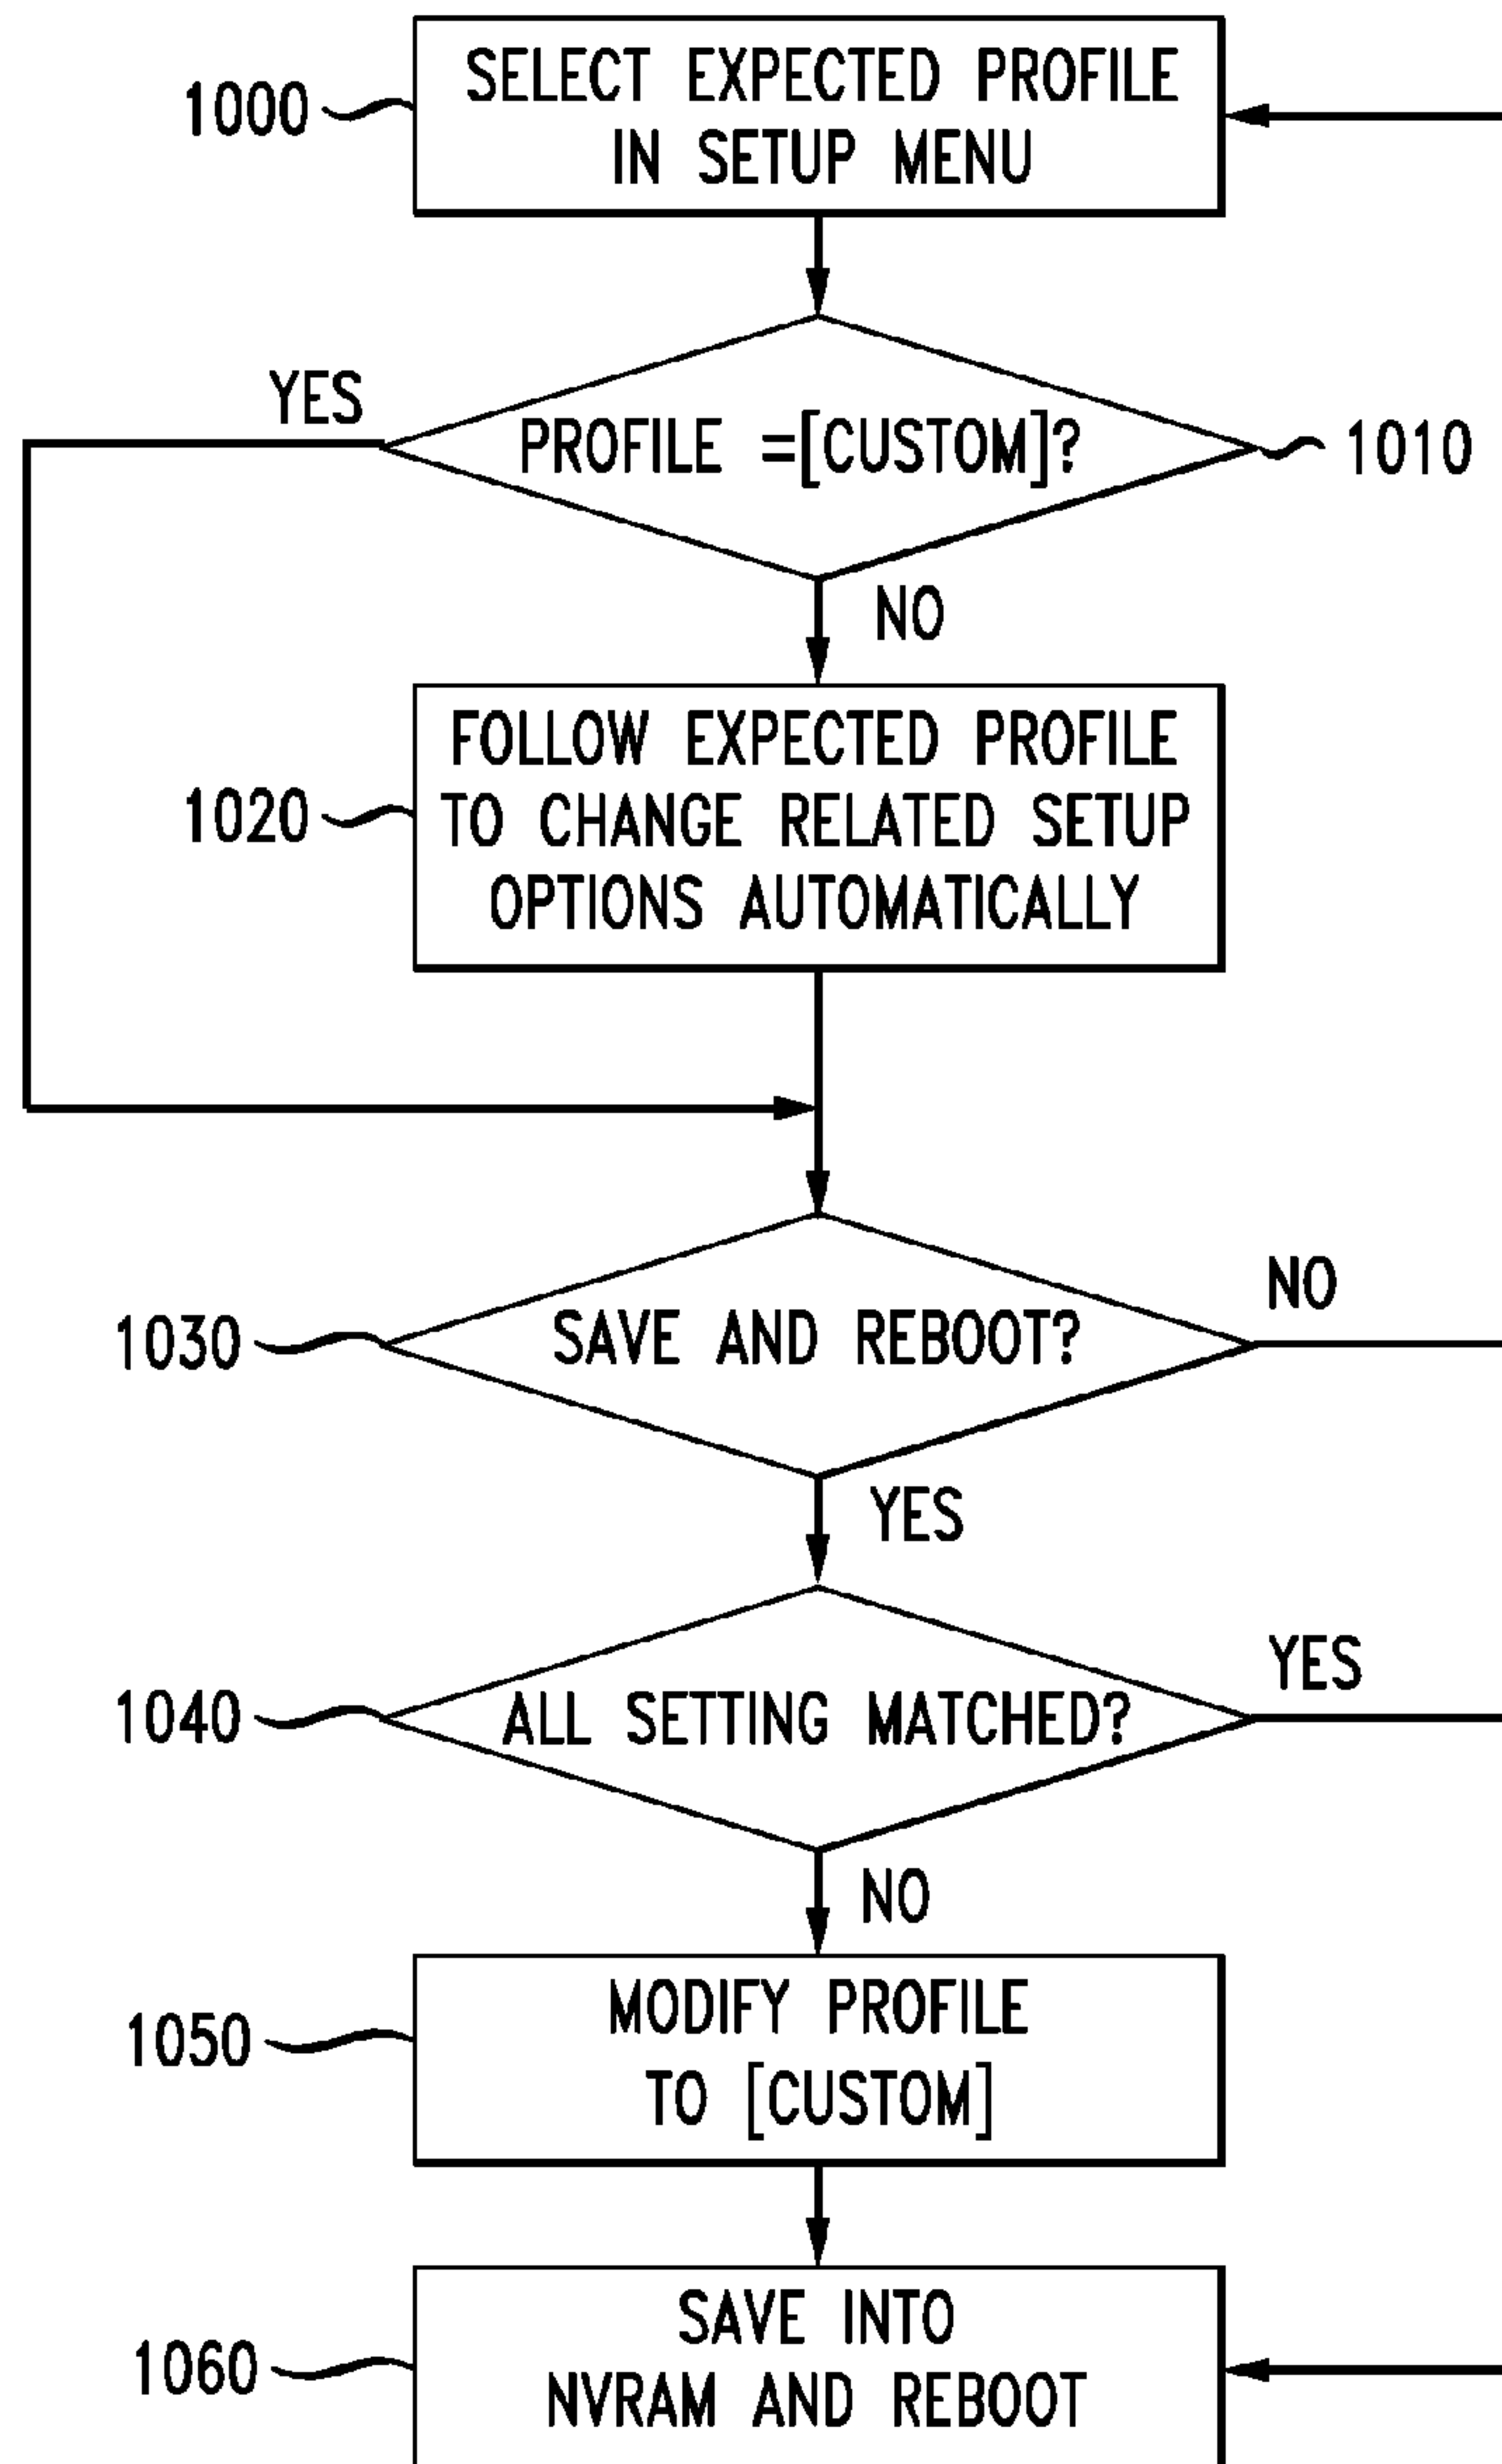 SELECT EXPECTED PROFILE
IN SETUP MENU
1000
YES
PROFILE =[CUSTOM]?
1010
NO
FOLLOW EXPECTED PROFILE
TO CHANGE RELATED SETUP
OPTIONS AUTOMATICALLY
1020
NO
SAVE AND REBOOT?
1030
YES
YES
ALL SETTING MATCHED?
1040
NO
MODIFY PROFILE
TO [CUSTOM]
1050
SAVE INTO
NVRAM AND REBOOT
1060